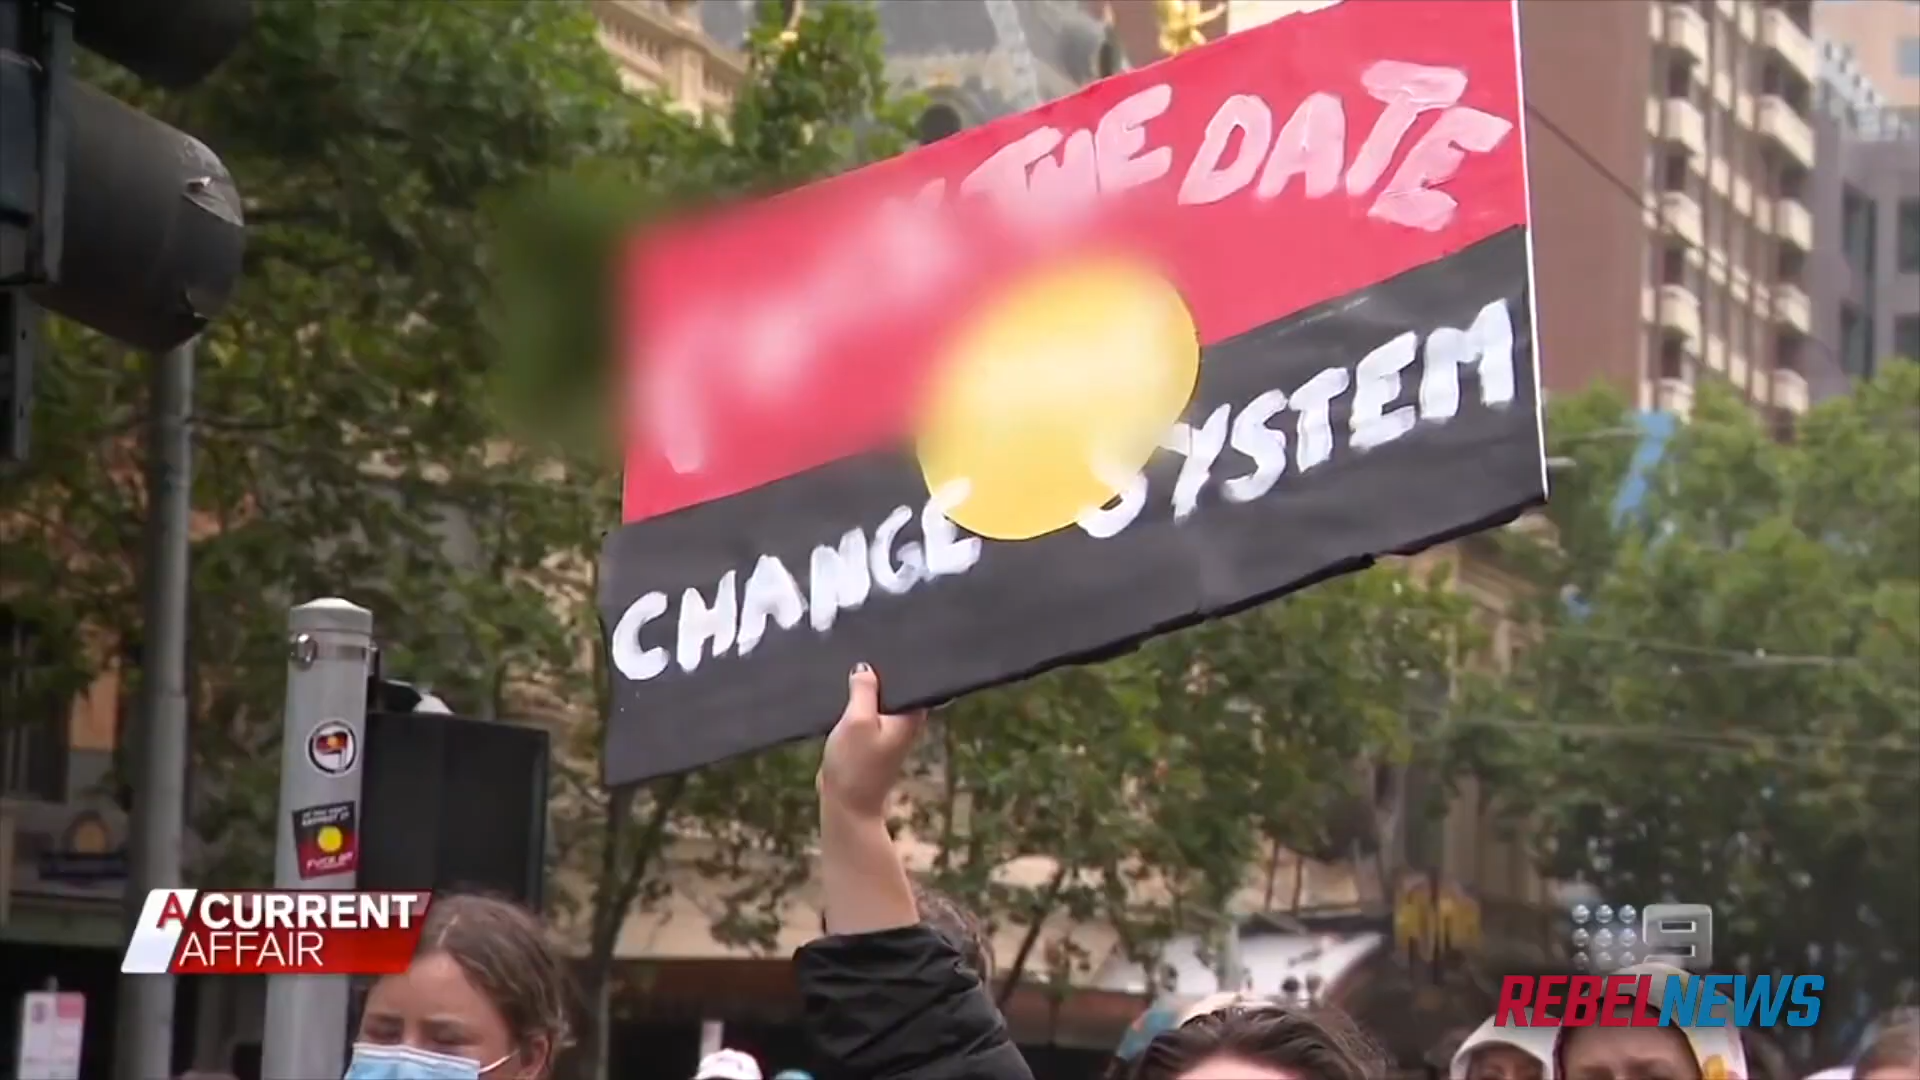 THE DATE
CHANGE SYSTEM
A CURRENT
AFFAIR
9
REBELNEWS